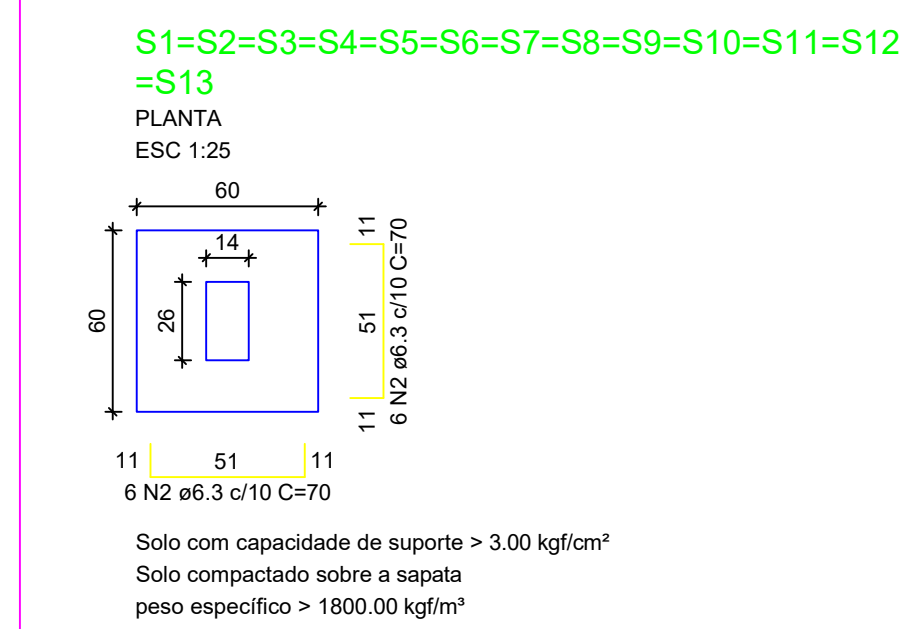 S1=S2=S3=S4=S5=S6=S7=S8=S9=S10=S11=S12
=S13
PLANTA
ESC 1:25
60
14
26
60
11
51
11
6 N2 ø6.3 c/10 C=70
11 51 11
6 N2 ø6.3 c/10 C=70
Solo com capacidade de suporte > 3.00 kgf/cm²
Solo compactado sobre a sapata
peso específico > 1800.00 kgf/m³